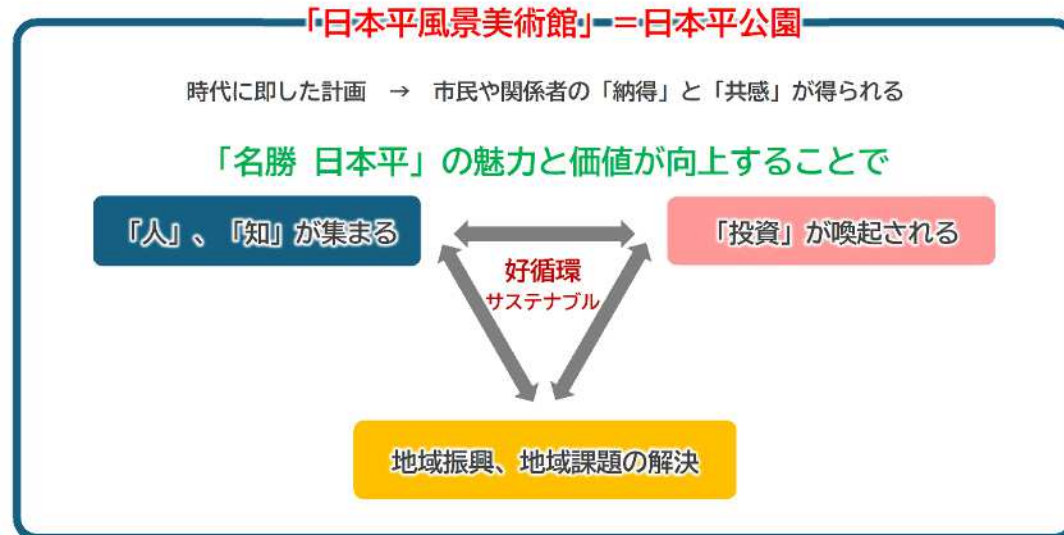 「日本平風景美術館」＝日本平公園
時代に即した計画　→　市民や関係者の「納得」と「共感」が得られる
「名勝 日本平」の魅力と価値が向上することで
「人」、「知」が集まる
「投資」が喚起される
好循環
サステナブル
地域振興、地域課題の解決